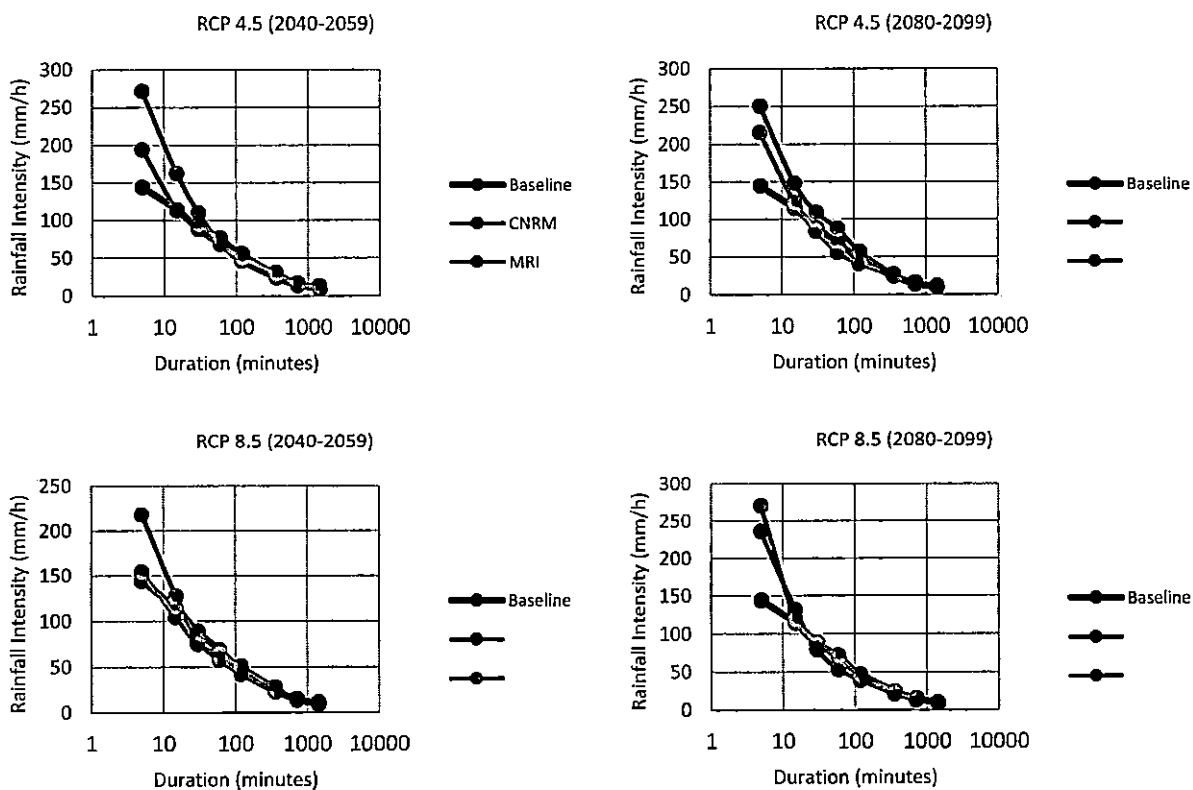 RCP 4.5 (2040-2059)
Rainfall Intensity (mm/h)
300
250
200
150
100
50
0
1 10 100 1000 10000
Duration (minutes)
Baseline
CNRM
MRI
RCP 4.5 (2080-2099)
Rainfall Intensity (mm/h)
300
250
200
150
100
50
0
1 10 100 1000 10000
Duration (minutes)
Baseline
RCP 8.5 (2040-2059)
Rainfall Intensity (mm/h)
250
200
150
100
50
0
1 10 100 1000 10000
Duration (minutes)
Baseline
RCP 8.5 (2080-2099)
Rainfall Intensity (mm/h)
300
250
200
150
100
50
0
1 10 100 1000 10000
Duration (minutes)
Baseline